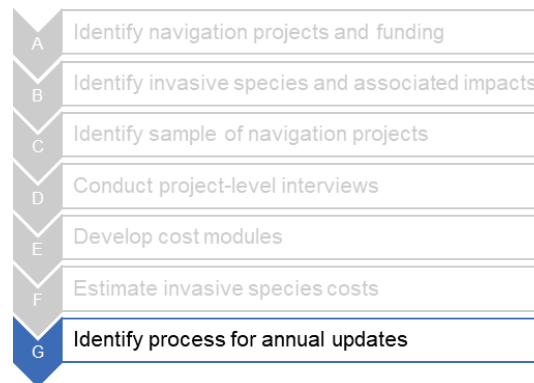 A Identify navigation projects and funding
B Identify invasive species and associated impacts
C Identify sample of navigation projects
D Conduct project-level interviews
E Develop cost modules
F Estimate invasive species costs
G Identify process for annual updates